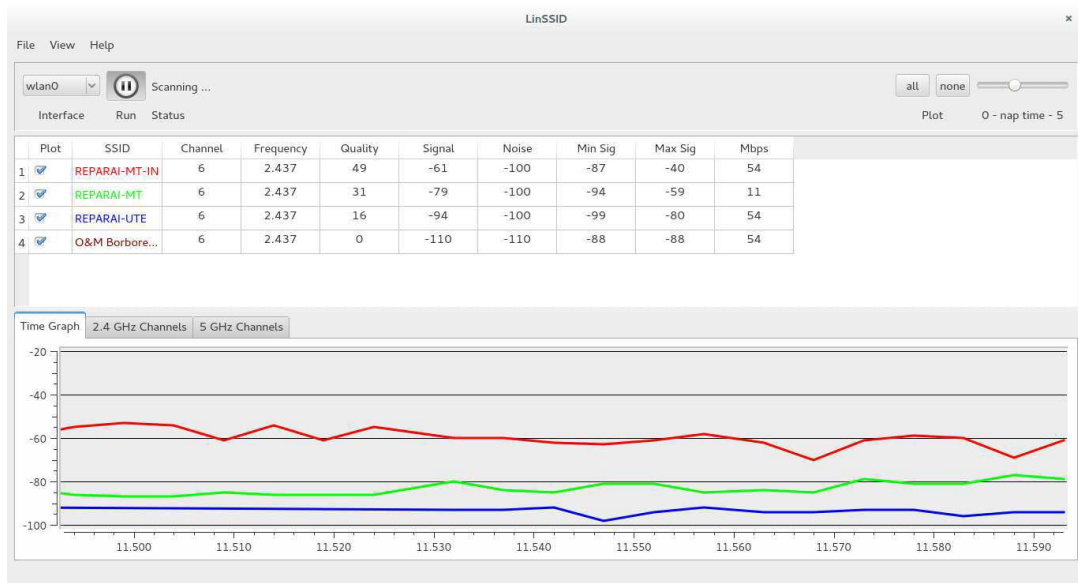 LinSSID
File View Help
wlan0 Scanning ... all none
Interface Run Status Plot 0 - nap time - 5
Plot SSID Channel Frequency Quality Signal Noise Min Sig Max Sig Mbps
1 REPARAI-MT-IN 6 2.437 49 -61 -100 -87 -40 54
2 REPARAI-MT 6 2.437 31 -79 -100 -94 -59 11
3 REPARAI-UTE 6 2.437 16 -94 -100 -99 -80 54
4 O&M Borbore... 6 2.437 0 -110 -110 -88 -88 54
Time Graph 2.4 GHz Channels 5 GHz Channels
-20
-40
-60
-80
-100
11.500 11.510 11.520 11.530 11.540 11.550 11.560 11.570 11.580 11.590